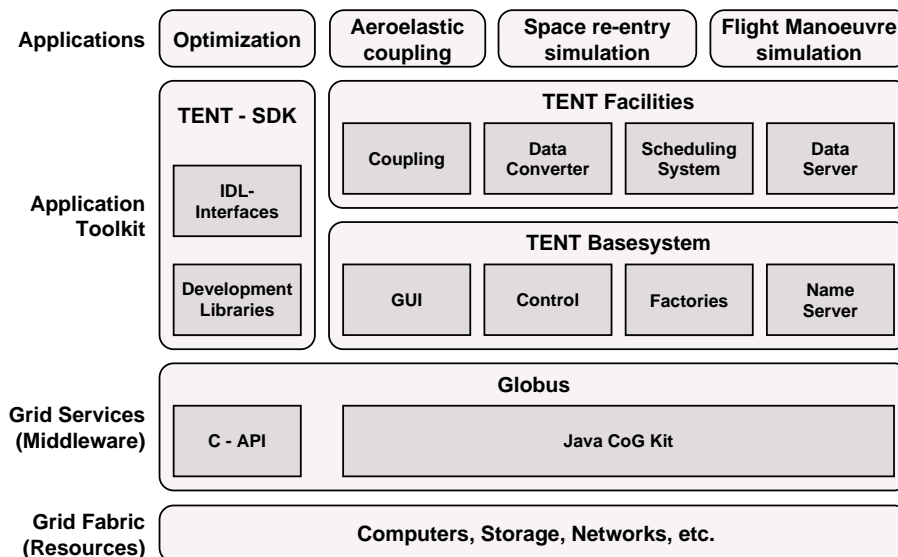 Applications
Optimization
Aeroelastic
coupling
Space re-entry
simulation
Flight Manoeuvre
simulation
Application
Toolkit
TENT - SDK
IDL-
Interfaces
Development
Libraries
TENT Facilities
Coupling
Data
Converter
Scheduling
System
Data
Server
TENT Basesystem
GUI
Control
Factories
Name
Server
Grid Services
(Middleware)
Globus
C - API
Java CoG Kit
Grid Fabric
(Resources)
Computers, Storage, Networks, etc.